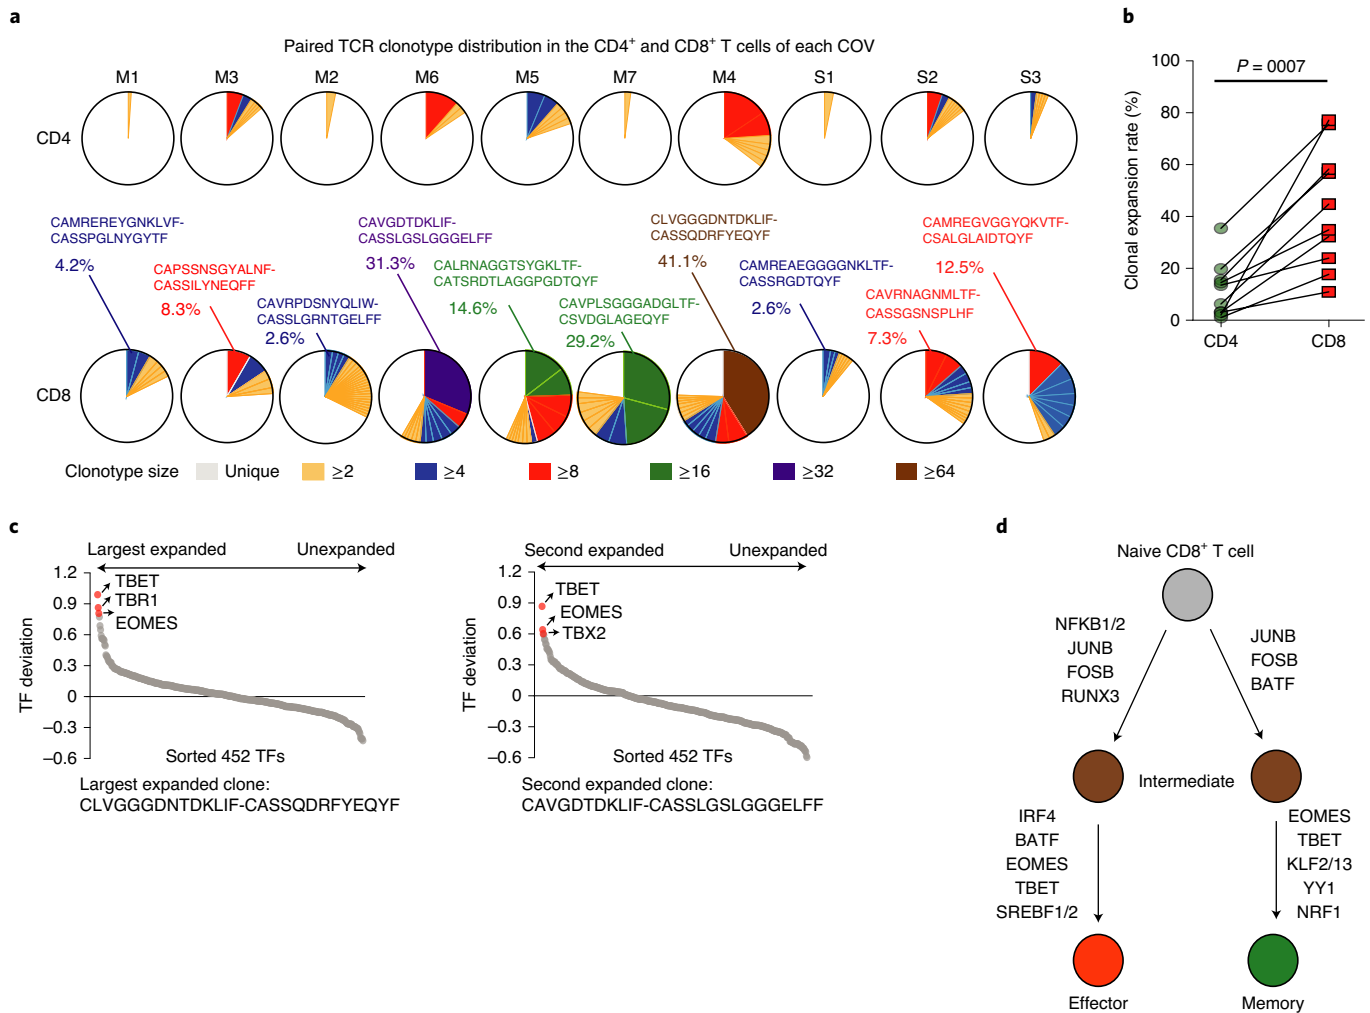 a
Paired TCR clonotype distribution in the CD4+ and CD8+ T cells of each COV
M1 M3 M2 M6 M5 M7 M4 S1 S2 S3
CD4
CAMREREYGNKLVF-
CASSPGLNYGYTF
4.2%
CAPSSNSGYALNF-
CASSILYNEQFF
8.3%
CAVRPDSNYQLIW-
CASSLGRNTGELFF
2.6%
CAVGDTDKLIF-
CASSLGSLGGGELFF
31.3%
CALRNAGGTSYGKLTF-
CATSRDTLAGGPGDTQYF
14.6%
CAVPLSGGGADGLTF-
CSVDGLAGEQYF
29.2%
CLVGGGDNTDKLIF-
CASSQDRFYEQYF
41.1%
CAMREAEGGGGNKLTF-
CASSRGDTQYF
2.6%
CAVRNAGNMLTF-
CASSGSNSPLHF
7.3%
CAMREGVGGYQKVTF-
CSALGLAIDTQYF
12.5%
CD8
Clonotype size Unique ≥2 ≥4 ≥8 ≥16 ≥32 ≥64
b
P = 0007
Clonal expansion rate (%)
100
80
60
40
20
0
CD4 CD8
c
Largest expanded Unexpanded
TF deviation
1.2
0.9
0.6
0.3
0
–0.3
–0.6
TBET
TBR1
EOMES
Sorted 452 TFs
Largest expanded clone:
CLVGGGDNTDKLIF-CASSQDRFYEQYF
Second expanded Unexpanded
TF deviation
1.2
0.9
0.6
0.3
0
–0.3
–0.6
TBET
EOMES
TBX2
Sorted 452 TFs
Second expanded clone:
CAVGDTDKLIF-CASSLGSLGGGELFF
d
Naive CD8+ T cell
NFKB1/2
JUNB
FOSB
RUNX3
JUNB
FOSB
BATF
Intermediate
IRF4
BATF
EOMES
TBET
SREBF1/2
EOMES
TBET
KLF2/13
YY1
NRF1
Effector
Memory